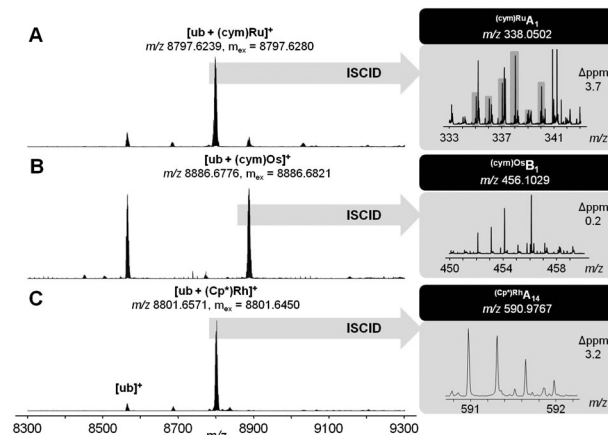 A
[ub + (cym)Ru]⁺
m/z 8797.6239, mₑₓ = 8797.6280
ISCID
(cym)RuA₁
m/z 338.0502
Δppm
3.7
333 337 341
B
[ub + (cym)Os]⁺
m/z 8886.6776, mₑₓ = 8886.6821
ISCID
(cym)OsB₁
m/z 456.1029
Δppm
0.2
450 454 458
C
[ub + (Cp*)Rh]⁺
m/z 8801.6571, mₑₓ = 8801.6450
ISCID
(Cp*)RhA₁₄
m/z 590.9767
Δppm
3.2
[ub]⁺
591 592 m/z
8300 8500 8700 8900 9100 9300
m/z